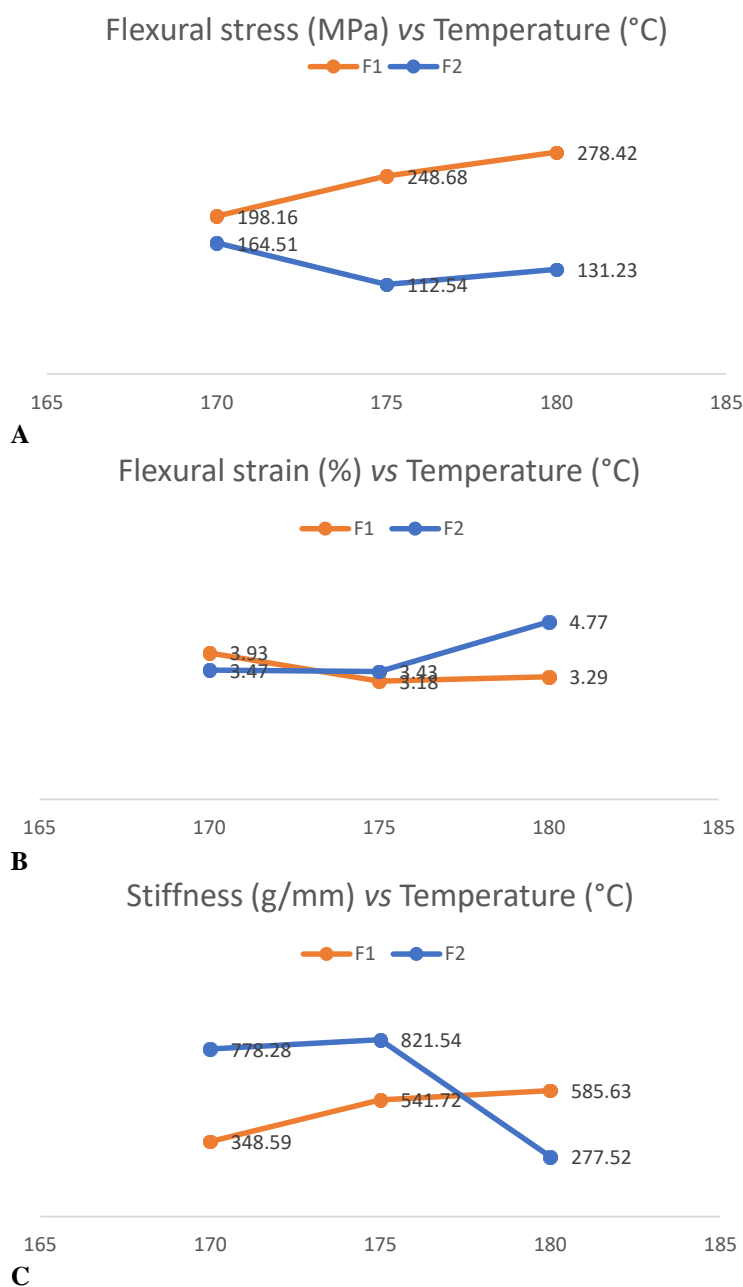 Flexural stress (MPa) vs Temperature (°C)
F1 F2
278.42
248.68
198.16
164.51
131.23
112.54
165 170 175 180 185
A
Flexural strain (%) vs Temperature (°C)
F1 F2
4.77
3.93
3.47
3.43
3.18
3.29
165 170 175 180 185
B
Stiffness (g/mm) vs Temperature (°C)
F1 F2
821.54
778.28
585.63
541.72
348.59
277.52
165 170 175 180 185
C